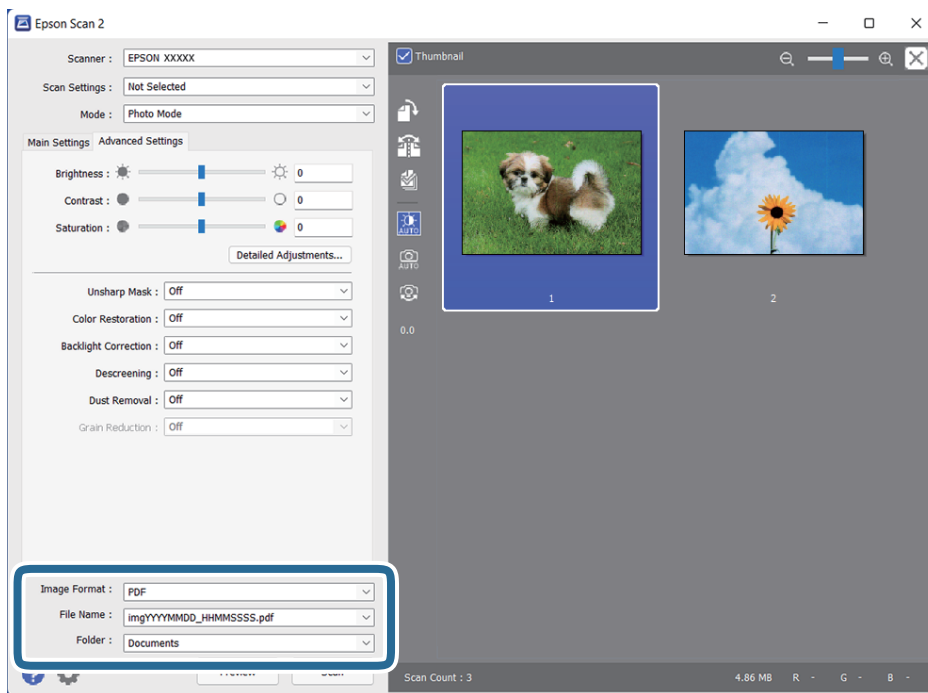 Epson Scan 2
Scanner : EPSON XXXXX
Scan Settings : Not Selected
Mode : Photo Mode
Main Settings Advanced Settings
Brightness : 0
Contrast : 0
Saturation : 0
Detailed Adjustments...
Unsharp Mask : Off
Color Restoration : Off
Backlight Correction : Off
Descreening : Off
Dust Removal : Off
Grain Reduction : Off
Image Format : PDF
File Name : imgYYYYMMDD_HHMMSSSS.pdf
Folder : Documents
Thumbnail
AUTO
AUTO
0.0
1
2
Scan Count : 3
4.86 MB R - G - B -